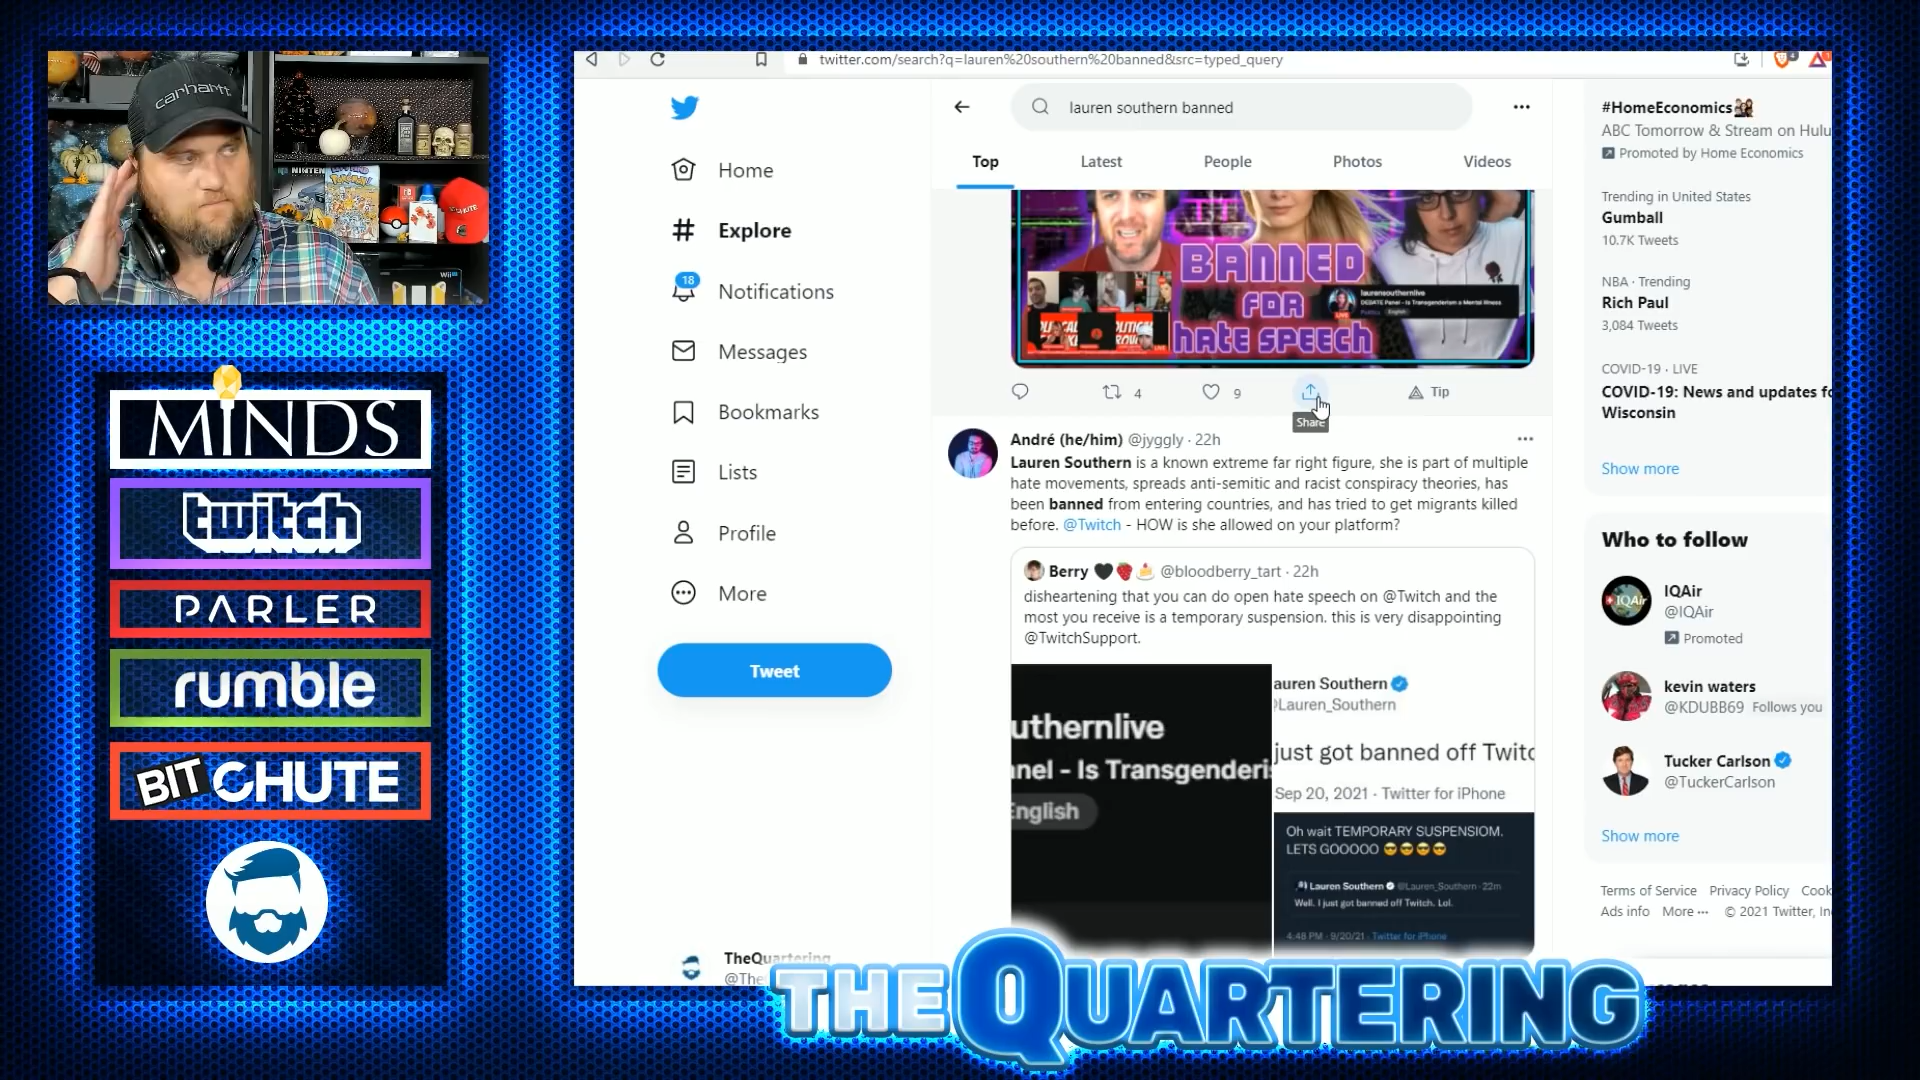 carhartt
NINTEN
Wii
MINDS
twitch
PARLER
rumble
BITCHUTE
twitter.com/search?q=lauren%20southern%20banned&src=typed_query
lauren southern banned
Top
Latest
People
Photos
Videos
Home
Explore
18
Notifications
Messages
Bookmarks
Lists
Profile
More
Tweet
TheQuartering
@The
BANNED
FOR
HATE SPEECH
laurensouthernlive
DEBATE Panel - Is Transgenderism a Mental Illness
Politics English
LIVE
4
9
Tip
Share
André (he/him) @jyggly · 22h
Lauren Southern is a known extreme far right figure, she is part of multiple
hate movements, spreads anti-semitic and racist conspiracy theories, has
been banned from entering countries, and has tried to get migrants killed
before. @Twitch - HOW is she allowed on your platform?
Berry 🖤🍓🍰 @bloodberry_tart · 22h
disheartening that you can do open hate speech on @Twitch and the
most you receive is a temporary suspension. this is very disappointing
@TwitchSupport.
uthernlive
nel - Is Transgenderis
English
auren Southern
Lauren_Southern
just got banned off Twitc
Sep 20, 2021 · Twitter for iPhone
Oh wait TEMPORARY SUSPENSIOM.
LETS GOOOOO 😎😎😎😎
Lauren Southern @Lauren_Southern · 22m
Well. I just got banned off Twitch. Lol.
4:48 PM · 9/20/21 · Twitter for iPhone
#HomeEconomics
ABC Tomorrow & Stream on Hulu
Promoted by Home Economics
Trending in United States
Gumball
10.7K Tweets
NBA · Trending
Rich Paul
3,084 Tweets
COVID-19 · LIVE
COVID-19: News and updates fo
Wisconsin
Show more
Who to follow
IQAir
IQAir
@IQAir
Promoted
kevin waters
@KDUBB69 Follows you
Tucker Carlson
@TuckerCarlson
Show more
Terms of Service Privacy Policy Cook
Ads info More ··· © 2021 Twitter, In
THEQUARTERING